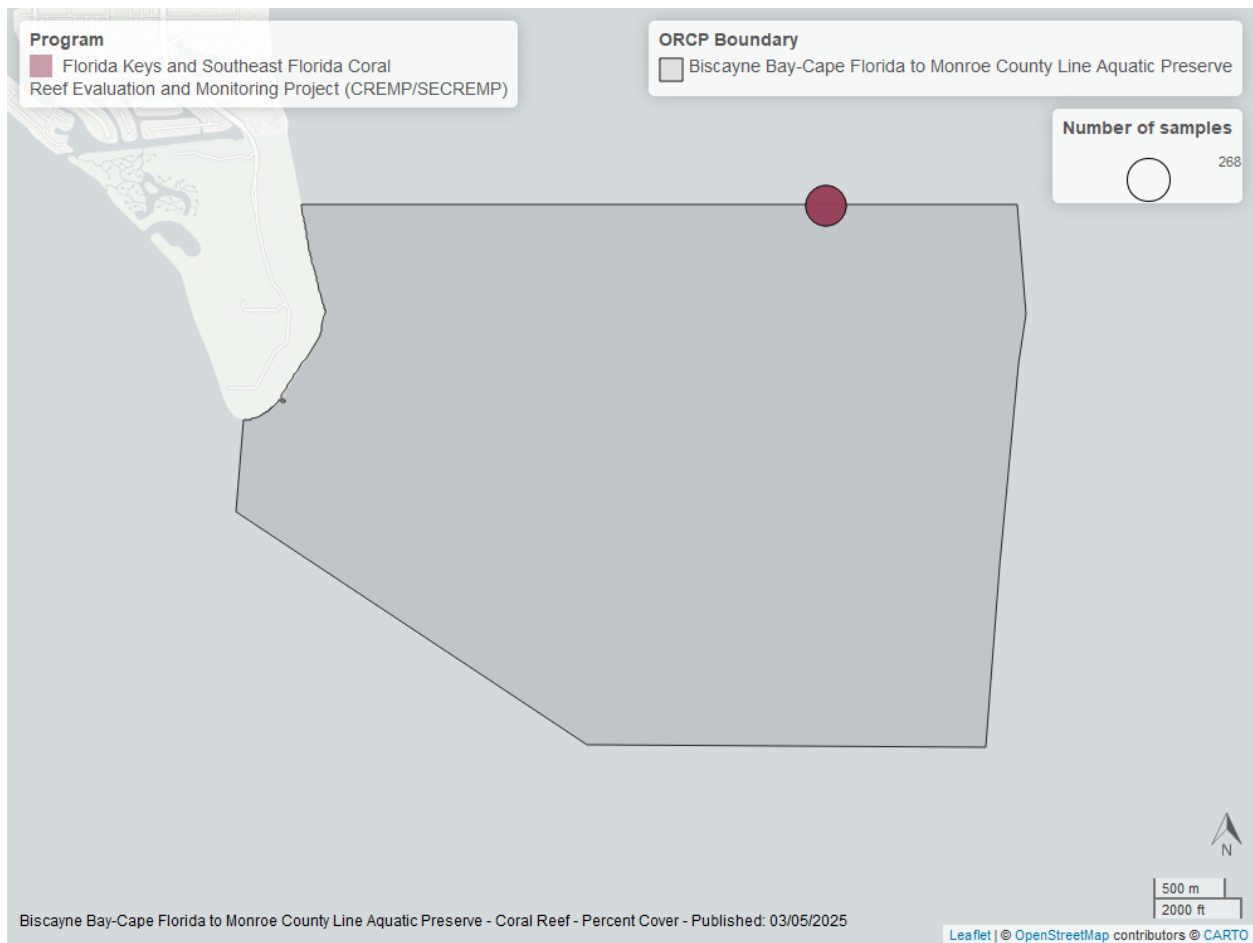 Program
Florida Keys and Southeast Florida Coral
Reef Evaluation and Monitoring Project (CREMP/SECREMP)
ORCP Boundary
Biscayne Bay-Cape Florida to Monroe County Line Aquatic Preserve
Number of samples
268
N
500 m
2000 ft
Biscayne Bay-Cape Florida to Monroe County Line Aquatic Preserve - Coral Reef - Percent Cover - Published: 03/05/2025
Leaflet | © OpenStreetMap contributors © CARTO